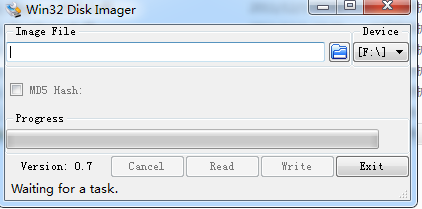 Win32 Disk Imager
Image File Device
[F:\]
MD5 Hash:
Progress
Version: 0.7 Cancel Read Write Exit
Waiting for a task.